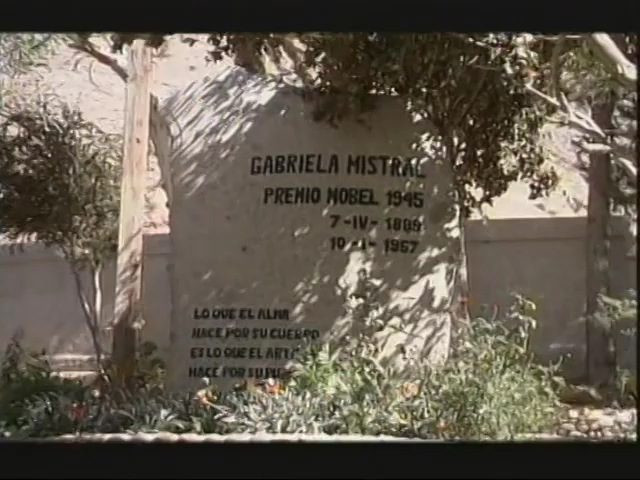 GABRIELA MISTRAL
PREMIO NOBEL 1945
7-IV-1889
10-I-1957
LO QUE EL ALMA
HACE POR SU CUERPO
ES LO QUE EL
HACE POR SU